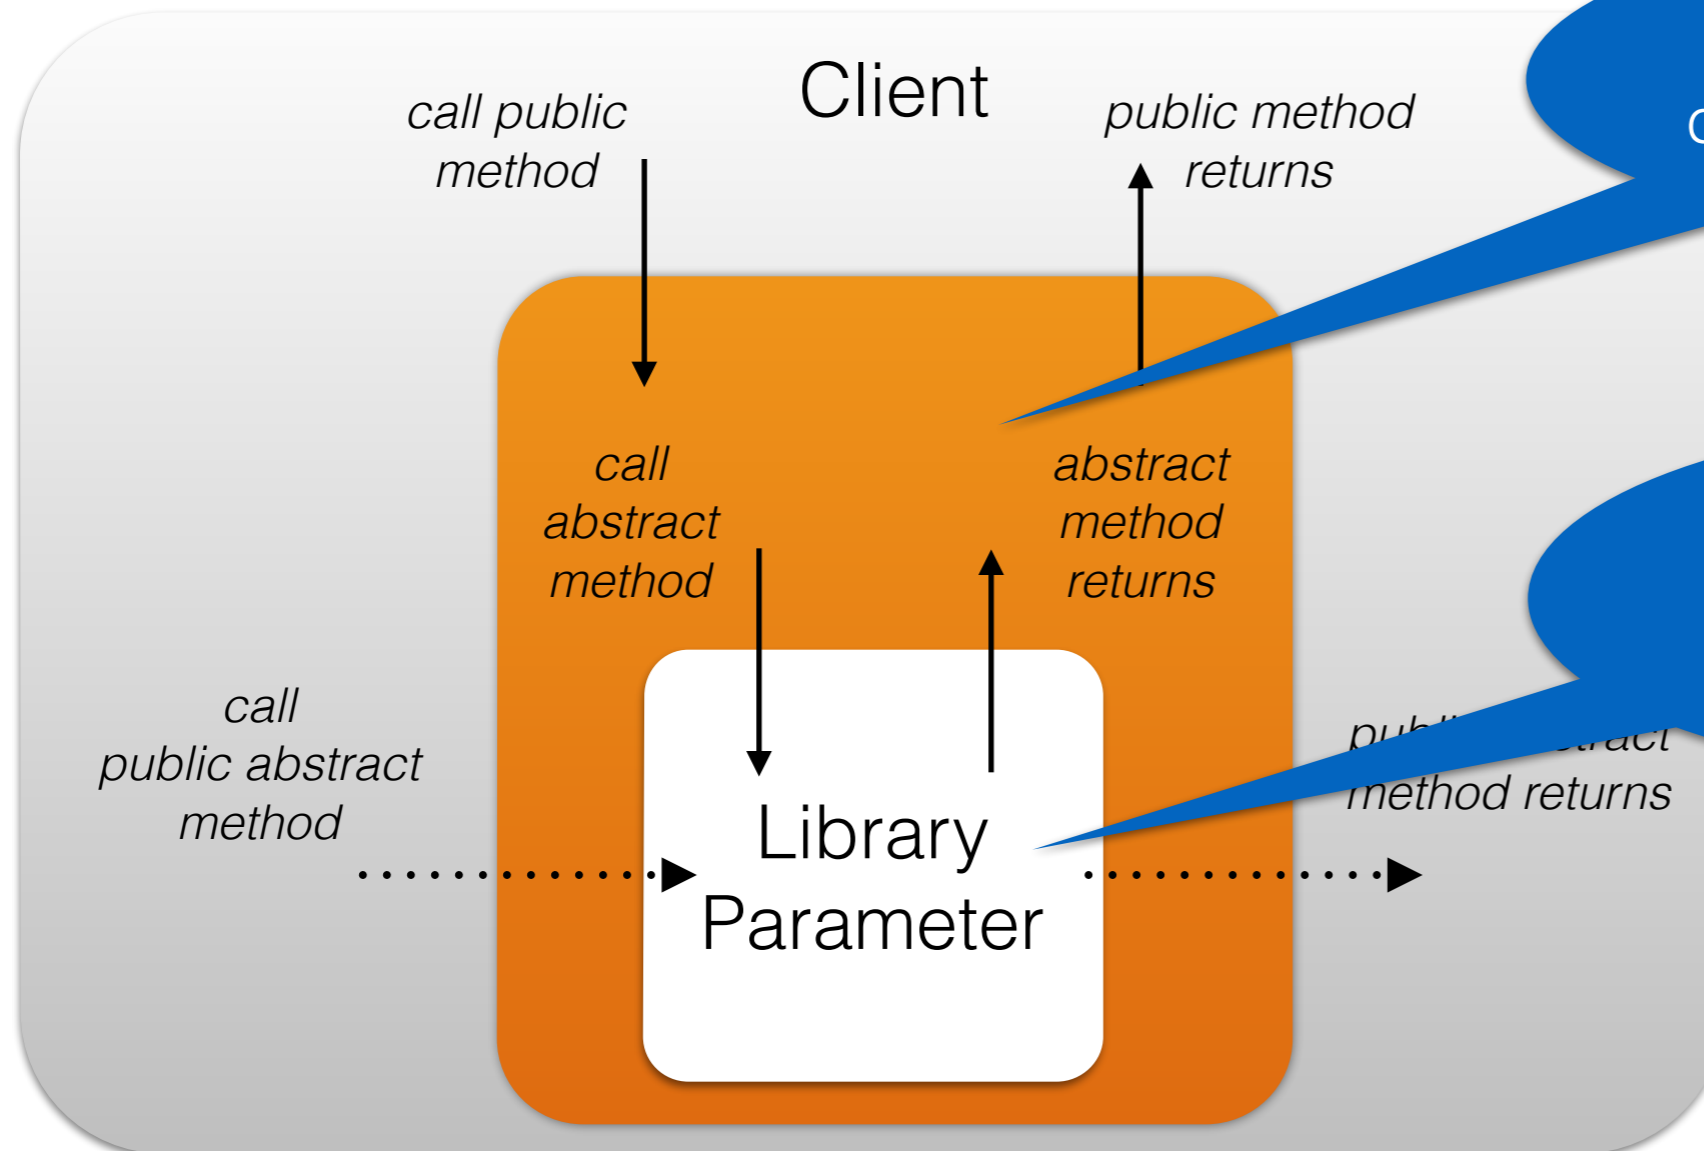 Client
call public
method
public method
returns
call
abstract
method
abstract
method
returns
call
public abstract
method
method returns
Library
Parameter